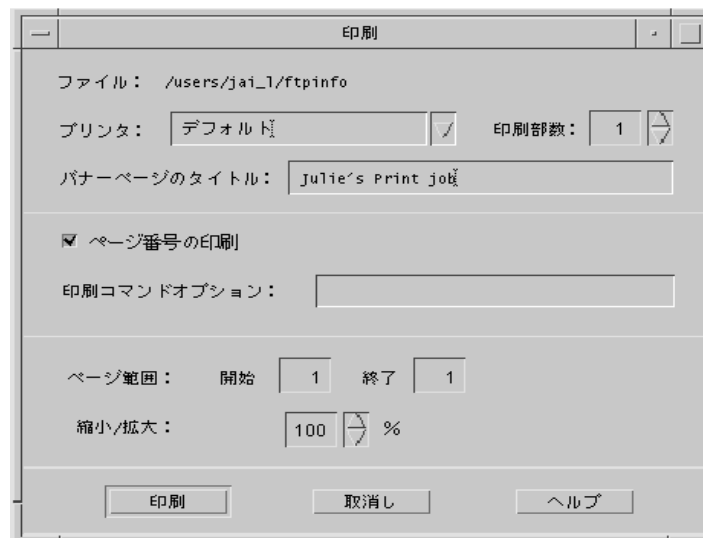 印刷
ファイル： /users/jai_l/ftpinfo
プリンタ： デフォルト 印刷部数： 1
バナーページのタイトル： Julie's Print job
ページ番号の印刷
印刷コマンドオプション：
ページ範囲： 開始 1 終了 1
縮小/拡大： 100 %
印刷 取消し ヘルプ